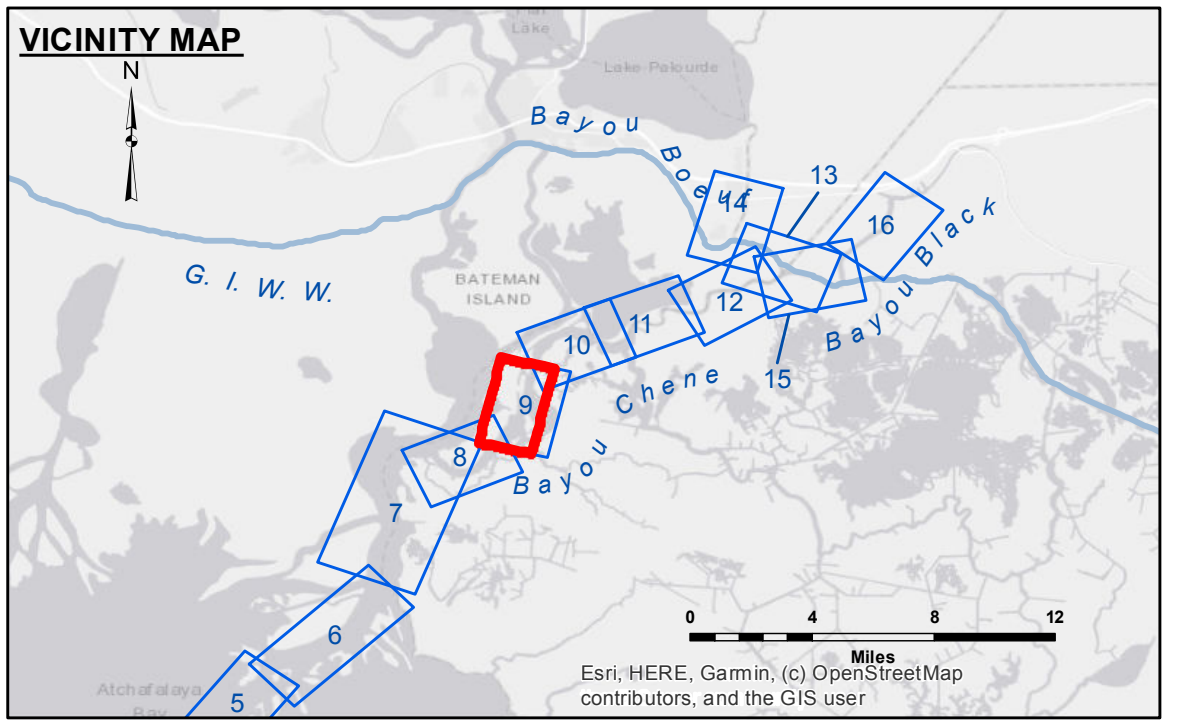 VICINITY MAP
N
Flat
Lake
Lake Palourde
Bayou
Boeuf
13
14
16
Bayou Black
G. I. W. W.
BATEMAN
ISLAND
12
11
10
15
Chene
9
8
Bayou
7
6
5
0 4 8 12
Miles
Esri, HERE, Garmin, (c) OpenStreetMap
contributors, and the GIS user
Atchafalaya
Bay